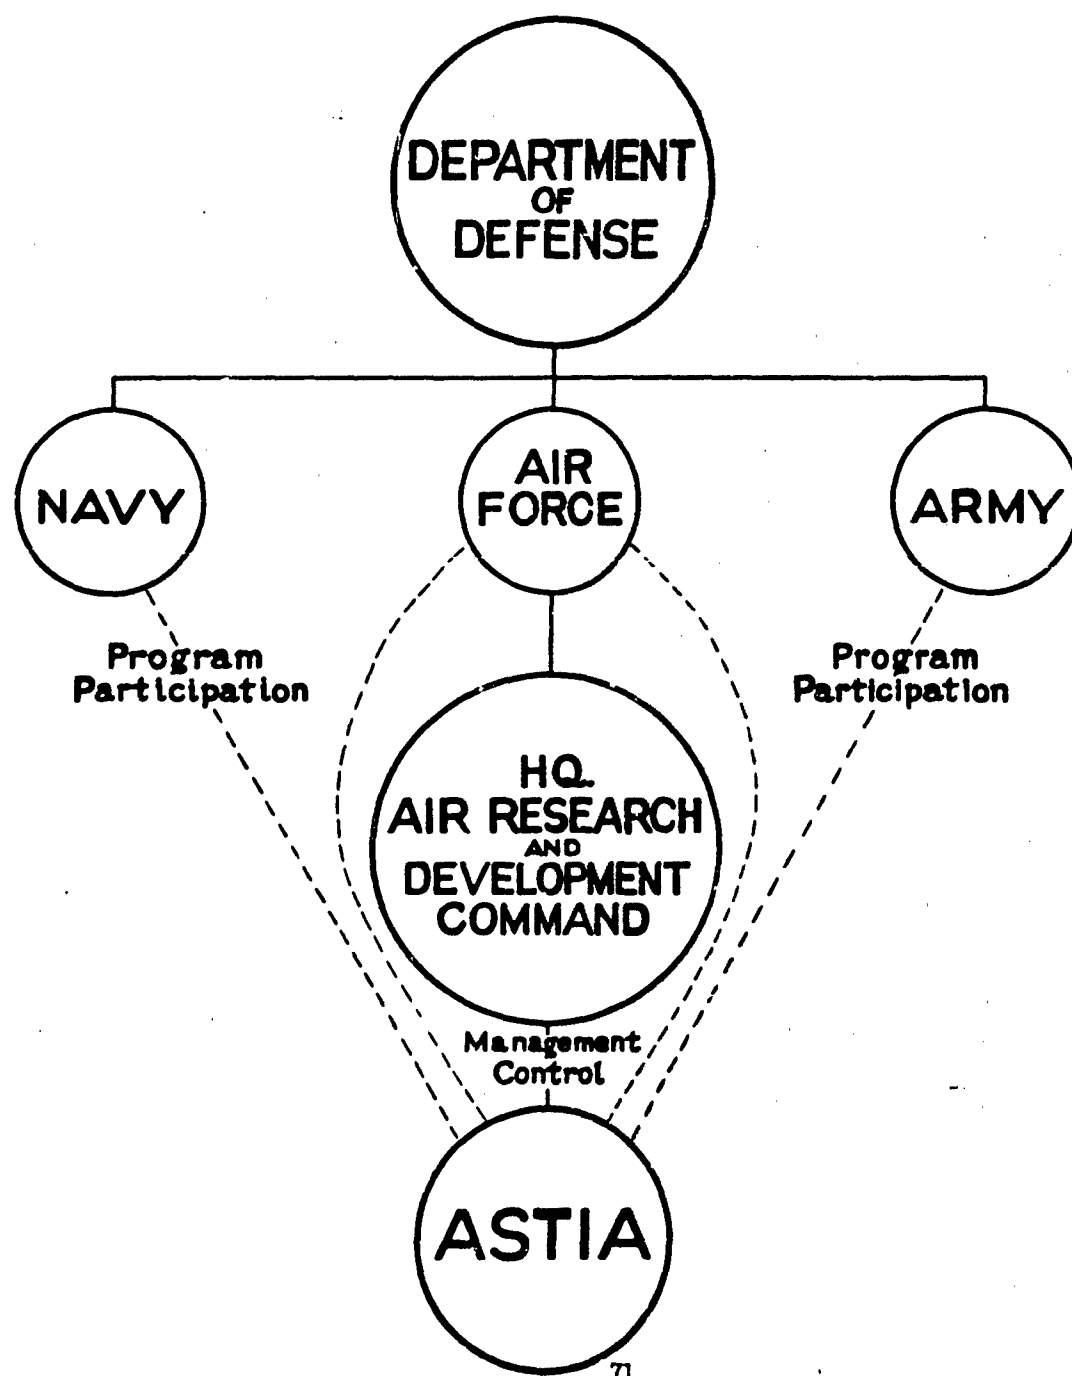 DEPARTMENT
OF
DEFENSE
NAVY
AIR
FORCE
ARMY
Program
Participation
Program
Participation
HQ.
AIR RESEARCH
AND
DEVELOPMENT
COMMAND
Management
Control
ASTIA
71